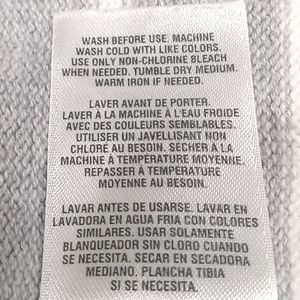 WASH BEFORE USE. MACHINE
WASH COLD WITH LIKE COLORS.
USE ONLY NON-CHLORINE BLEACH
WHEN NEEDED. TUMBLE DRY MEDIUM.
WARM IRON IF NEEDED.
LAVER AVANT DE PORTER.
LAVER À LA MACHINE À L'EAU FROIDE
AVEC DES COULEURS SEMBLABLES.
UTILISER UN JAVELLISANT NON
CHLORÉ AU BESOIN. SÉCHER À LA
MACHINE À TEMPÉRATURE MOYENNE.
REPASSER À TEMPÉRATURE
MOYENNE AU BESOIN.
LAVAR ANTES DE USARSE. LAVAR EN
LAVADORA EN AGUA FRIA CON COLORES
SIMILARES. USAR SOLAMENTE
BLANQUEADOR SIN CLORO CUANDO
SE NECESITA. SECAR EN SECADORA
MEDIANO. PLANCHA TIBIA
SI SE NECESITA.